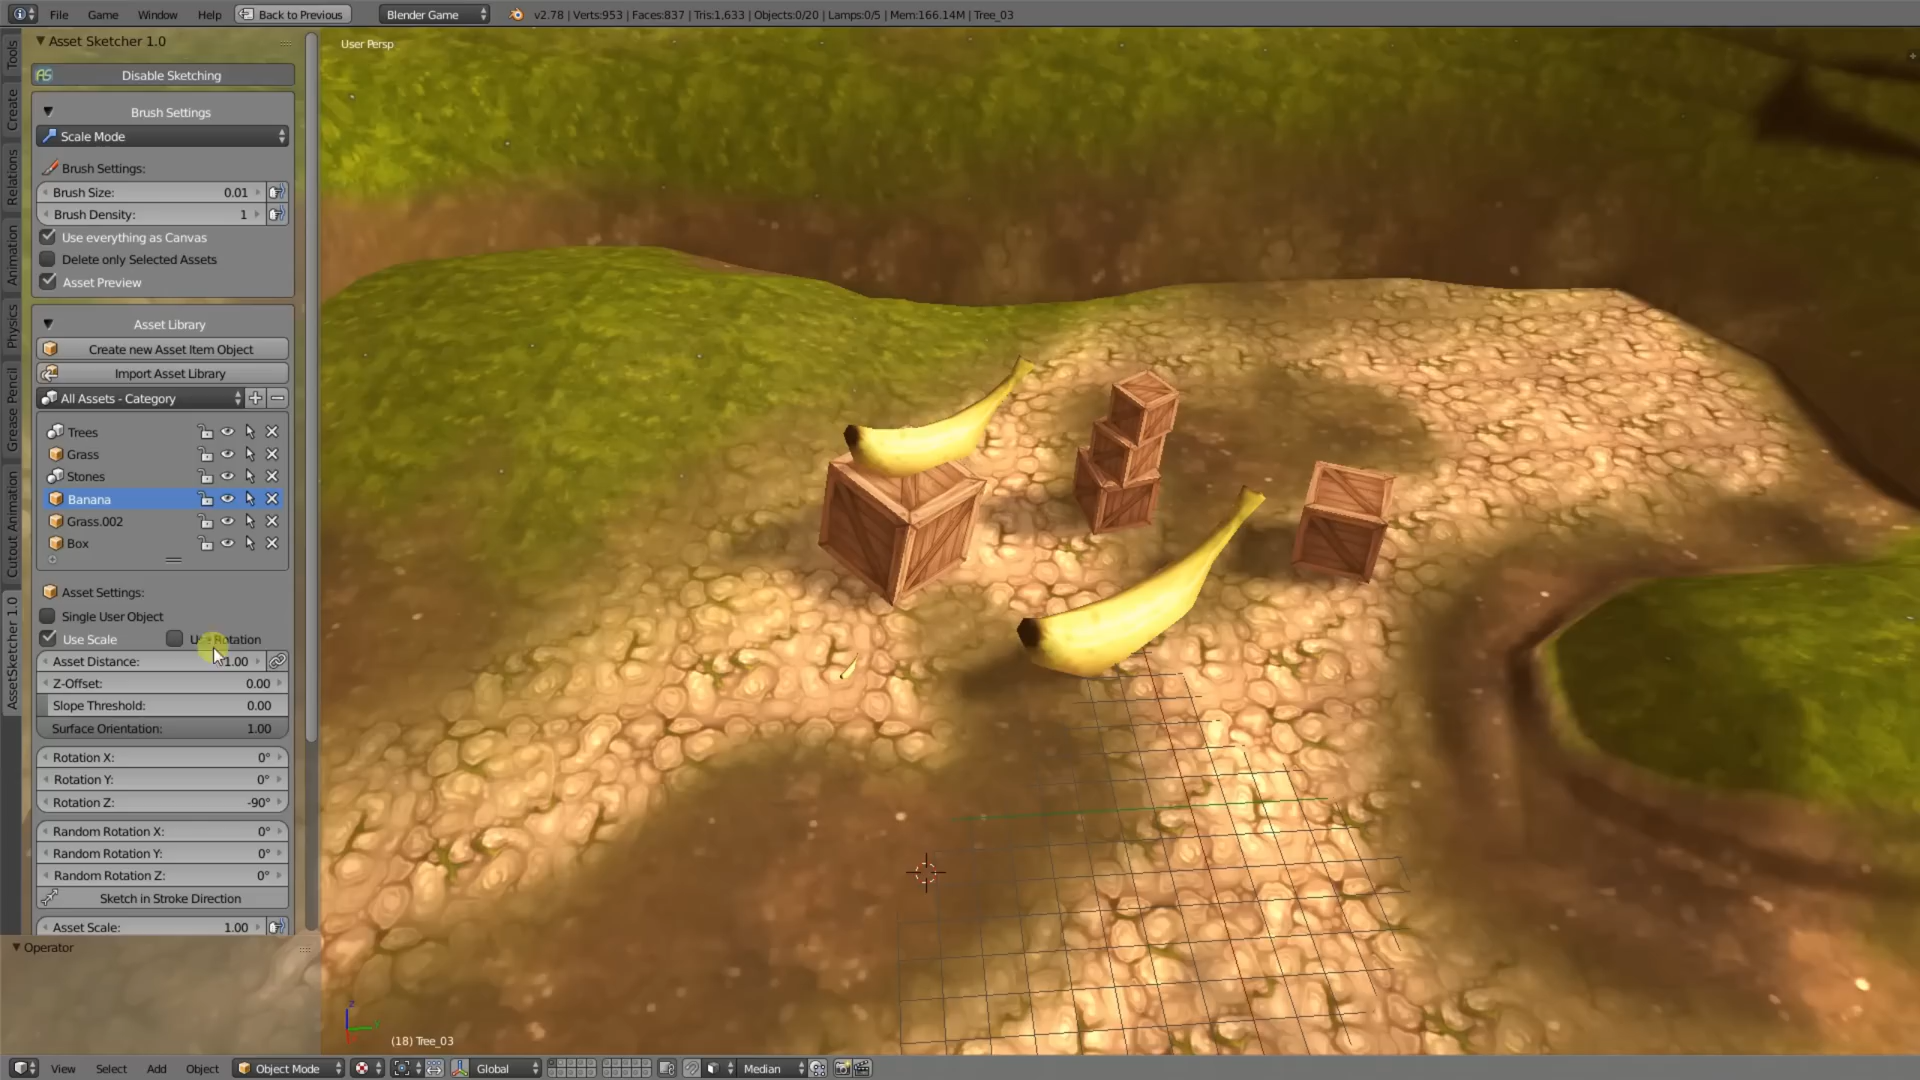 File Game Window Help Back to Previous Blender Game v2.78 | Verts:953 | Faces:837 | Tris:1,633 | Objects:0/20 | Lamps:0/5 | Mem:166.14M | Tree_03
Asset Sketcher 1.0
User Persp
Disable Sketching
Brush Settings
Scale Mode
Brush Settings:
Brush Size: 0.01
Brush Density: 1
Use everything as Canvas
Delete only Selected Assets
Asset Preview
Asset Library
Create new Asset Item Object
Import Asset Library
All Assets - Category
Trees
Grass
Stones
Banana
Grass.002
Box
Asset Settings:
Single User Object
Use Scale Use Rotation
Asset Distance: 1.00
Z-Offset: 0.00
Slope Threshold: 0.00
Surface Orientation: 1.00
Rotation X: 0°
Rotation Y: 0°
Rotation Z: -90°
Random Rotation X: 0°
Random Rotation Y: 0°
Random Rotation Z: 0°
Sketch in Stroke Direction
Asset Scale: 1.00
Operator
Tools
Create
Relations
Animation
Physics
Grease Pencil
Cutout Animation
AssetSketcher 1.0
z
(18) Tree_03
View Select Add Object Object Mode Global Median